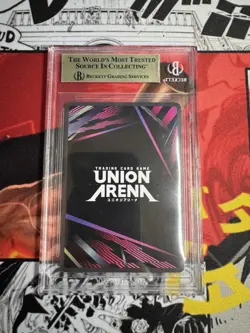 THE WORLD'S MOST TRUSTED
SOURCE IN COLLECTING™
BECKETT GRADING SERVICES
TRADING CARD GAME
UNION
ARENA
ユニオンアリーナ